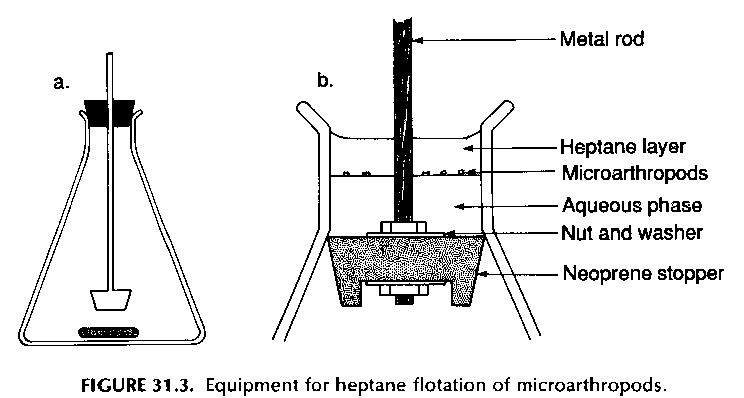 a.
b.
Metal rod
Heptane layer
Microarthropods
Aqueous phase
Nut and washer
Neoprene stopper
FIGURE 31.3. Equipment for heptane flotation of microarthropods.